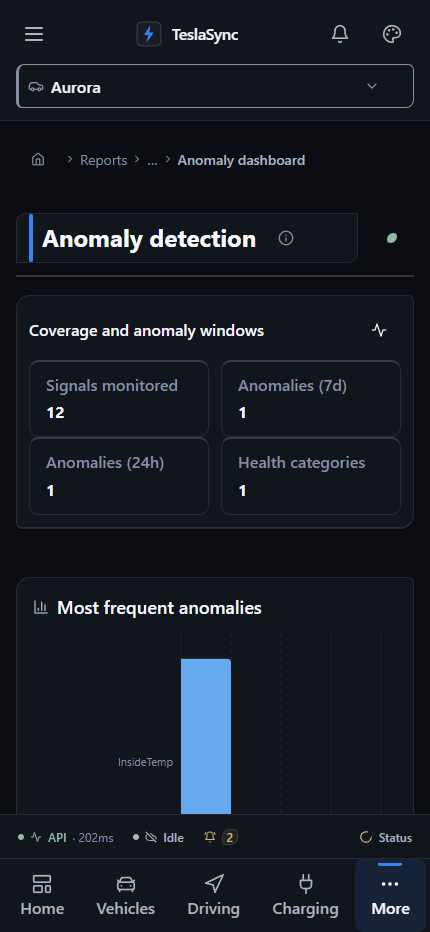 TeslaSync
Aurora
Reports ... Anomaly dashboard
Anomaly detection
Coverage and anomaly windows
Signals monitored
12
Anomalies (7d)
1
Anomalies (24h)
1
Health categories
1
Most frequent anomalies
InsideTemp
API · 202ms Idle 2 Status
Home Vehicles Driving Charging More